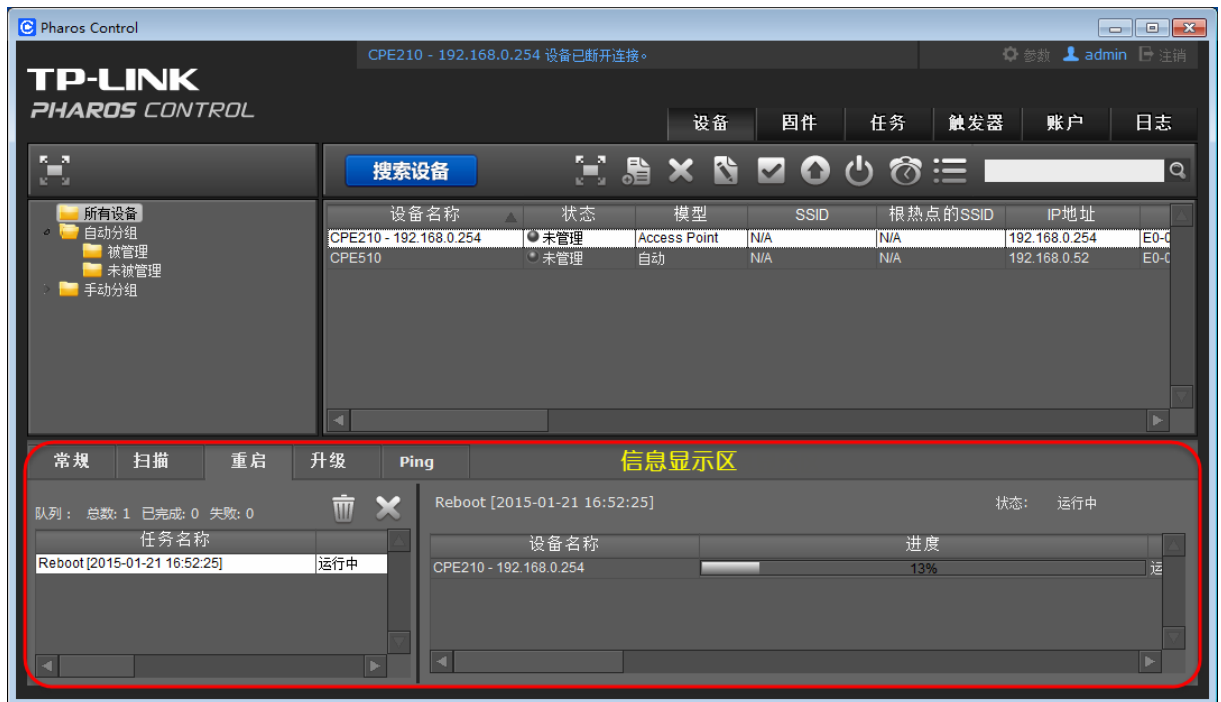 Pharos Control
CPE210 - 192.168.0.254 设备已断开连接。
参数 admin 注销
TP-LINK
PHAROS CONTROL
设备 固件 任务 触发器 账户 日志
搜索设备
所有设备
自动分组
被管理
未被管理
手动分组
设备名称 状态 模型 SSID 根热点的SSID IP地址
CPE210 - 192.168.0.254 未管理 Access Point N/A N/A 192.168.0.254 E0-C
CPE510 未管理 自动 N/A N/A 192.168.0.52 E0-C
常规 扫描 重启 升级 Ping 信息显示区
队列： 总数: 1 已完成: 0 失败: 0
任务名称
Reboot [2015-01-21 16:52:25] 运行中
Reboot [2015-01-21 16:52:25] 状态: 运行中
设备名称 进度
CPE210 - 192.168.0.254 13% 运